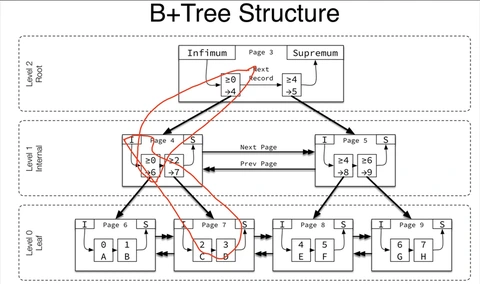 B+Tree Structure
Level 2
Root
Infimum Page 3 Supremum
Next
Record
≥0 ≥4
→4 →5
Level 1
Internal
I Page 4 S
≥0 ≥2
→6 →7
Next Page
Prev Page
I Page 5 S
≥4 ≥6
→8 →9
Level 0
Leaf
I Page 6 S
0 1
A B
I Page 7 S
2 3
C D
I Page 8 S
4 5
E F
I Page 9 S
6 7
G H